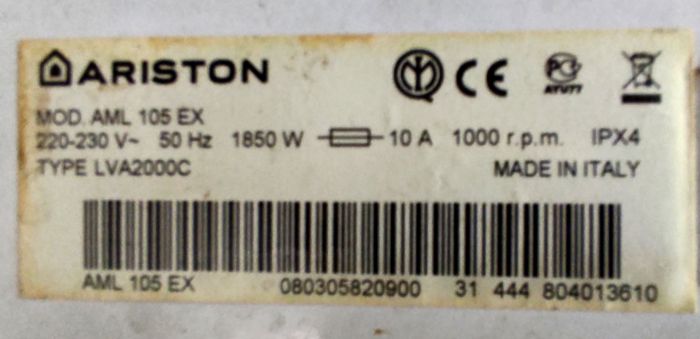 ARISTON
MOD. AML 105 EX
220-230 V~ 50 Hz 1850 W 10 A 1000 r.p.m. IPX4
TYPE LVA2000C MADE IN ITALY
AML 105 EX 080305820900 31 444 804013610